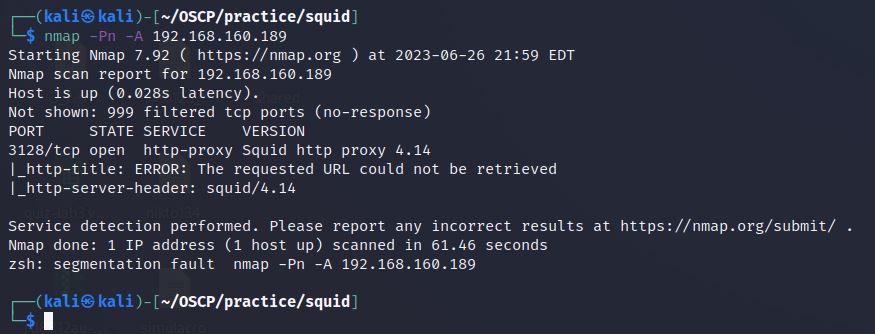 ┌──(kali㉿kali)-[~/OSCP/practice/squid]
└─$ nmap -Pn -A 192.168.160.189
Starting Nmap 7.92 ( https://nmap.org ) at 2023-06-26 21:59 EDT
Nmap scan report for 192.168.160.189
Host is up (0.028s latency).
Not shown: 999 filtered tcp ports (no-response)
PORT     STATE SERVICE    VERSION
3128/tcp open  http-proxy Squid http proxy 4.14
|_http-title: ERROR: The requested URL could not be retrieved
|_http-server-header: squid/4.14
Service detection performed. Please report any incorrect results at https://nmap.org/submit/ .
Nmap done: 1 IP address (1 host up) scanned in 61.46 seconds
zsh: segmentation fault  nmap -Pn -A 192.168.160.189
┌──(kali㉿kali)-[~/OSCP/practice/squid]
└─$